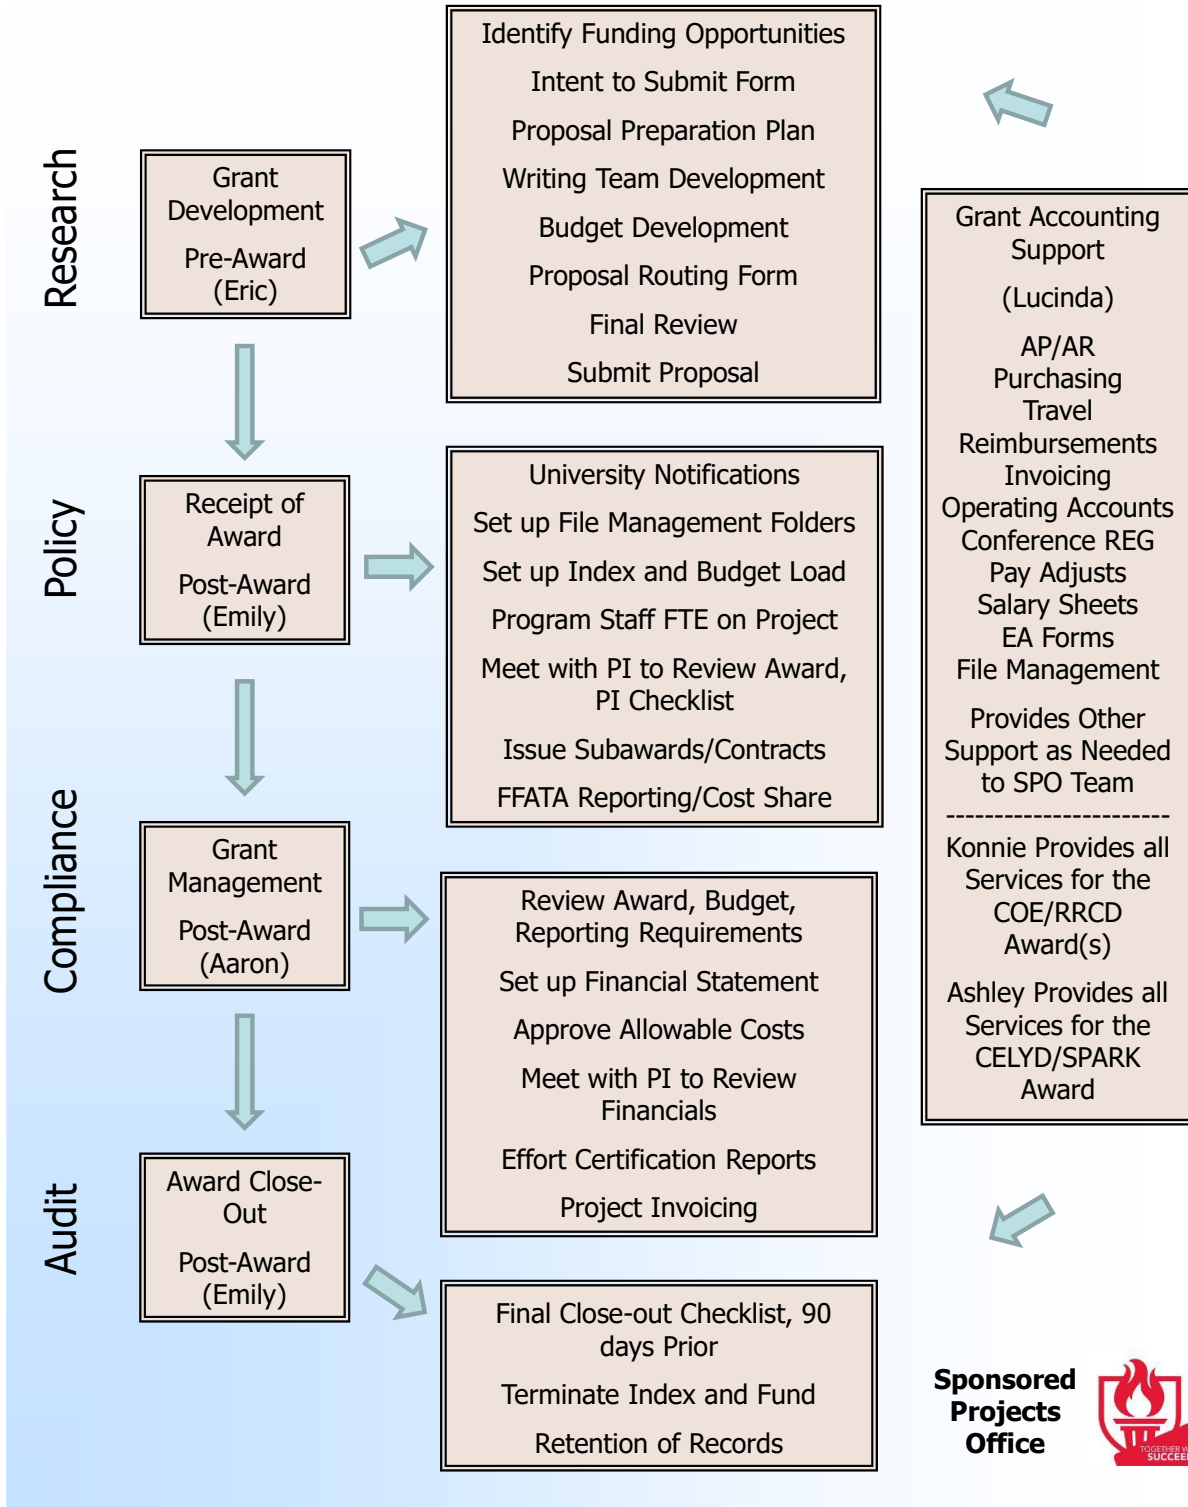 Research
Grant
Development
Pre-Award
(Eric)
Identify Funding Opportunities
Intent to Submit Form
Proposal Preparation Plan
Writing Team Development
Budget Development
Proposal Routing Form
Final Review
Submit Proposal
Policy
Receipt of
Award
Post-Award
(Emily)
University Notifications
Set up File Management Folders
Set up Index and Budget Load
Program Staff FTE on Project
Meet with PI to Review Award,
PI Checklist
Issue Subawards/Contracts
FFATA Reporting/Cost Share
Compliance
Grant
Management
Post-Award
(Aaron)
Review Award, Budget,
Reporting Requirements
Set up Financial Statement
Approve Allowable Costs
Meet with PI to Review
Financials
Effort Certification Reports
Project Invoicing
Audit
Award Close-
Out
Post-Award
(Emily)
Final Close-out Checklist, 90
days Prior
Terminate Index and Fund
Retention of Records
Grant Accounting
Support
(Lucinda)
AP/AR
Purchasing
Travel
Reimbursements
Invoicing
Operating Accounts
Conference REG
Pay Adjusts
Salary Sheets
EA Forms
File Management
Provides Other
Support as Needed
to SPO Team
-----------------------
Konnie Provides all
Services for the
COE/RRCD
Award(s)
Ashley Provides all
Services for the
CELYD/SPARK
Award
Sponsored
Projects
Office
TOGETHER
SUCCEE